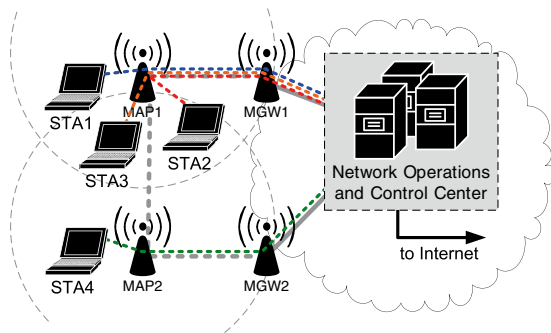 STA1
MAP1
MGW1
STA3
STA2
Network Operations
and Control Center
to Internet
STA4
MAP2
MGW2